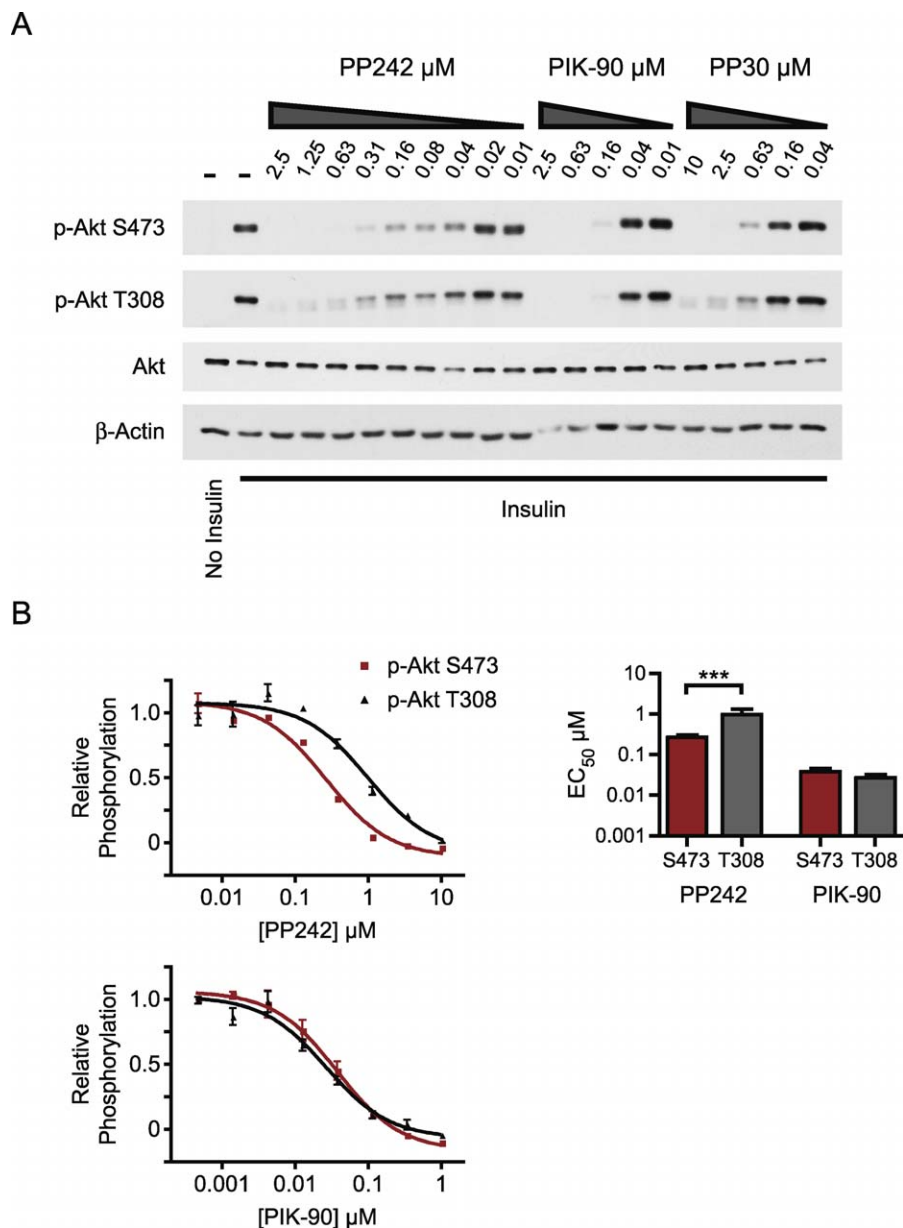 A
PP242 μM PIK-90 μM PP30 μM
– – 2.5 1.25 0.63 0.31 0.16 0.08 0.04 0.02 0.01 2.5 0.63 0.16 0.04 0.01 10 2.5 0.63 0.16 0.04
p-Akt S473
p-Akt T308
Akt
β-Actin
No Insulin
Insulin
B
p-Akt S473
p-Akt T308
Relative
Phosphorylation
1.0
0.5
0
0.01 0.1 1 10
[PP242] μM
EC50 μM
10
1
0.1
0.01
0.001
***
S473 T308 S473 T308
PP242 PIK-90
Relative
Phosphorylation
1.0
0.5
0
0.001 0.01 0.1 1
[PIK-90] μM